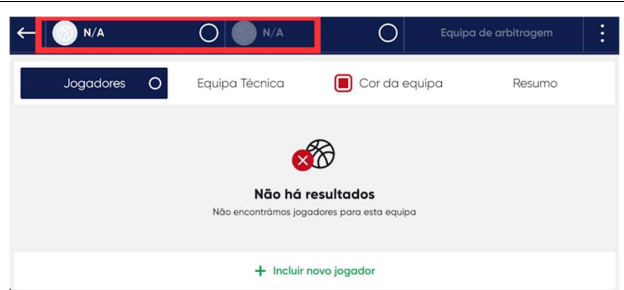 N/A N/A Equipa de arbitragem
Jogadores Equipa Técnica Cor da equipa Resumo
Não há resultados
Não encontrámos jogadores para esta equipa
+ Incluir novo jogador